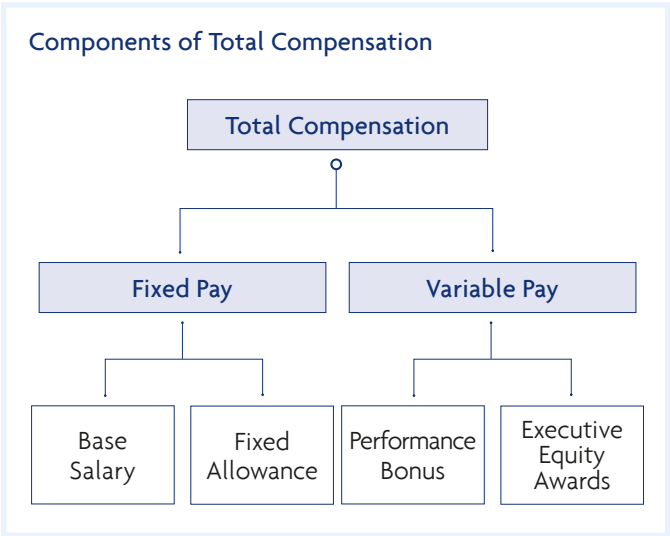 Components of Total Compensation
Total Compensation
Fixed Pay
Variable Pay
Base
Salary
Fixed
Allowance
Performance
Bonus
Executive
Equity
Awards